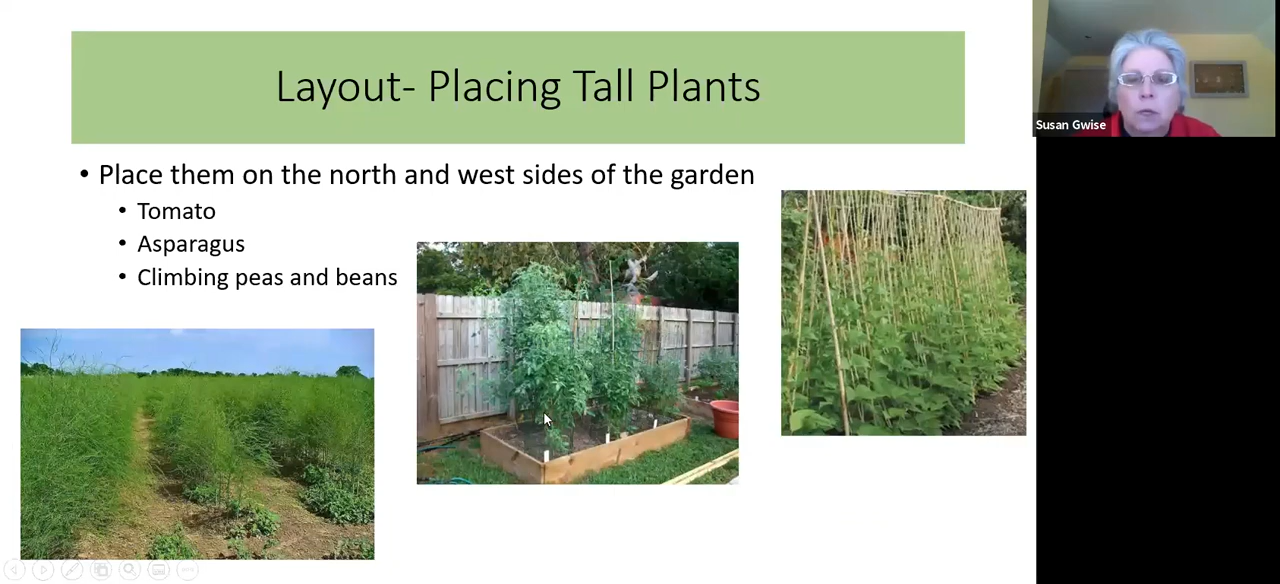 Layout- Placing Tall Plants
• Place them on the north and west sides of the garden
• Tomato
• Asparagus
• Climbing peas and beans
Susan Gwise